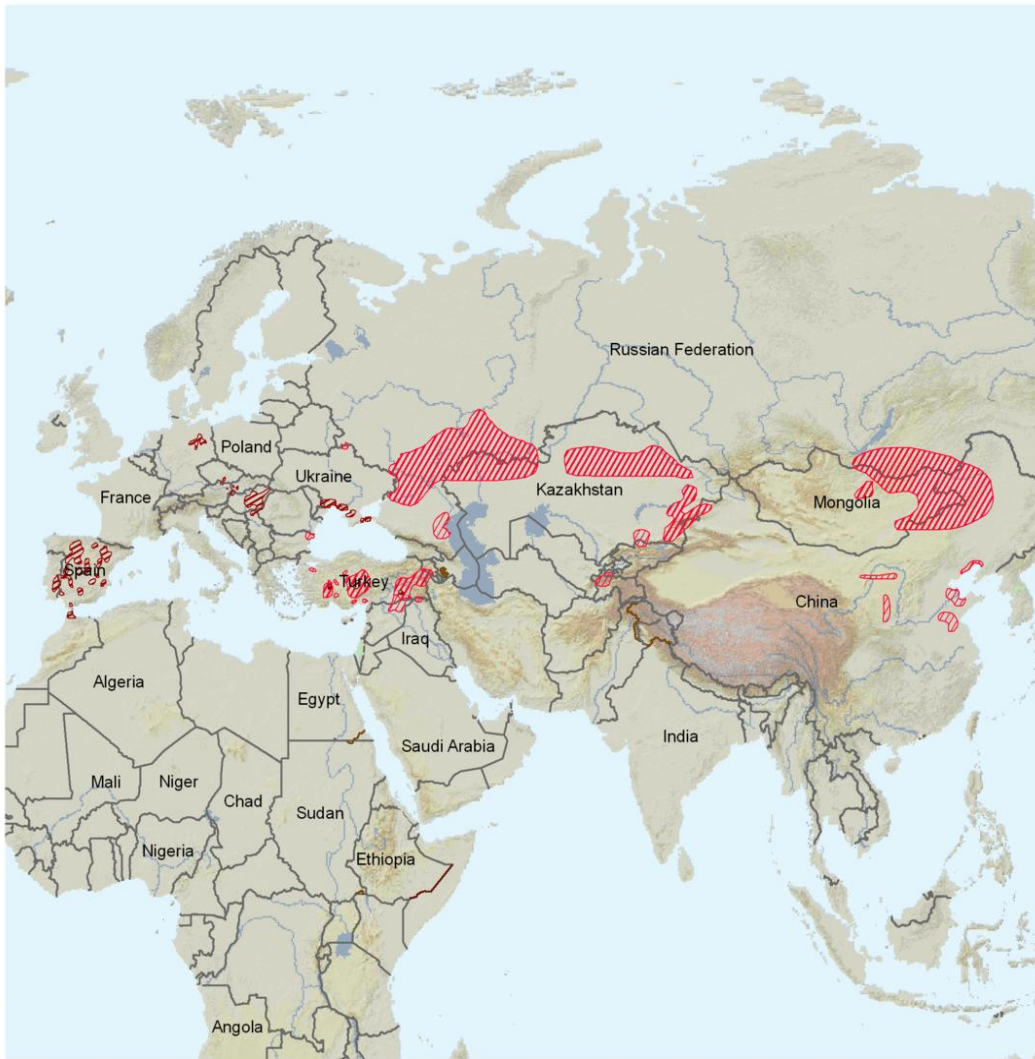 Russian Federation
Poland
Ukraine
France
Kazakhstan
Mongolia
Spain
Turkey
China
Iraq
Algeria
Egypt
India
Saudi Arabia
Mali
Niger
Chad
Sudan
Nigeria
Ethiopia
Angola